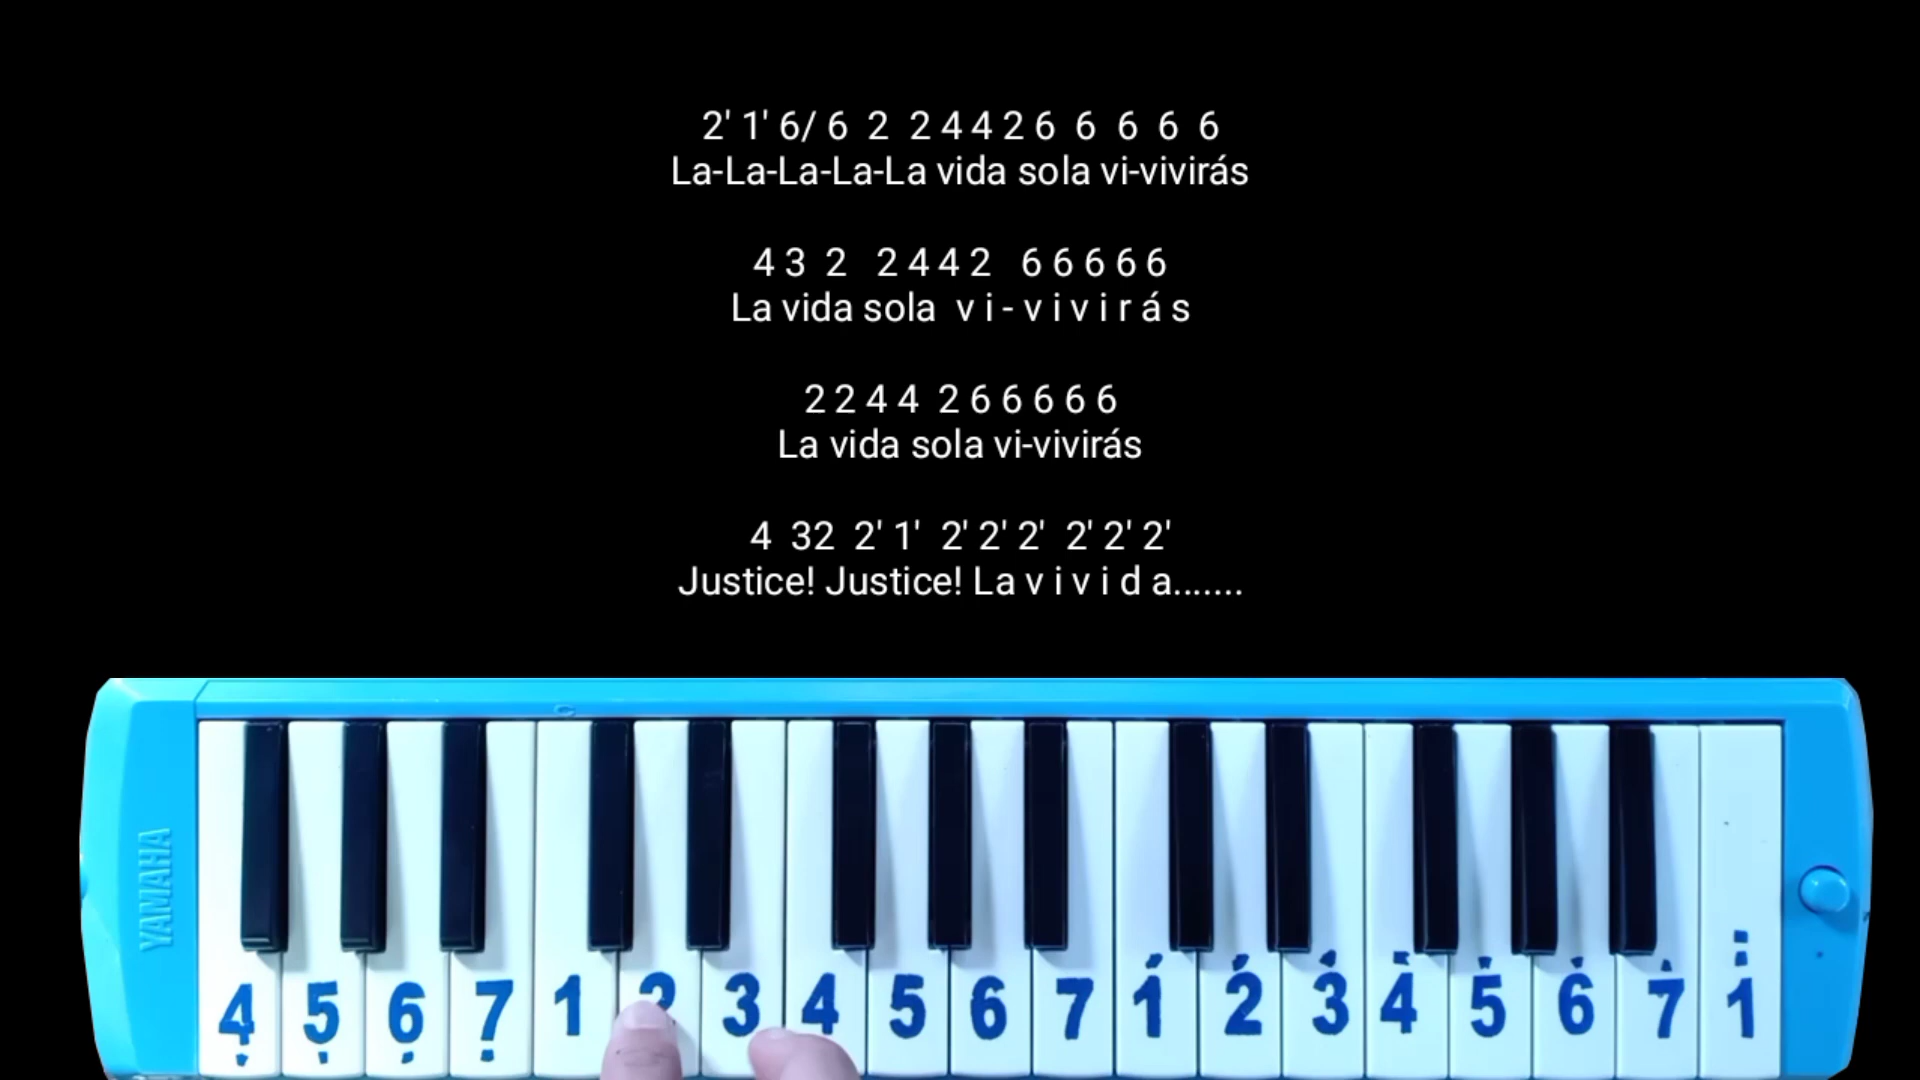 2' 1' 6/ 6 2 2 4 4 2 6 6 6 6 6
La-La-La-La-La vida sola vi-vivirás
4 3 2 2 4 4 2 6 6 6 6 6
La vida sola v i - v i v i r á s
2 2 4 4 2 6 6 6 6 6
La vida sola vi-vivirás
4 32 2' 1' 2' 2' 2' 2' 2' 2'
Justice! Justice! La v i v i d a.......
YAMAHA
4 5 6 7 1 2 3 4 5 6 7 1 2 3 4 5 6 7 1